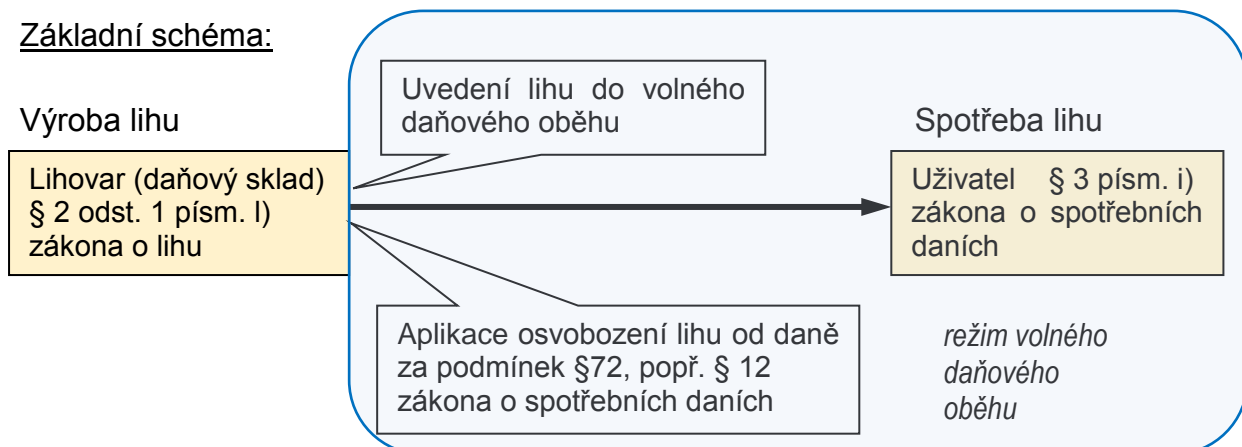 Základní schéma:
Výroba lihu
Lihovar (daňový sklad)
§ 2 odst. 1 písm. l)
zákona o lihu
Uvedení lihu do volného
daňového oběhu
Aplikace osvobození lihu od daně
za podmínek §72, popř. § 12
zákona o spotřebních daních
Spotřeba lihu
Uživatel § 3 písm. i)
zákona o spotřebních
daních
režim volného
daňového
oběhu